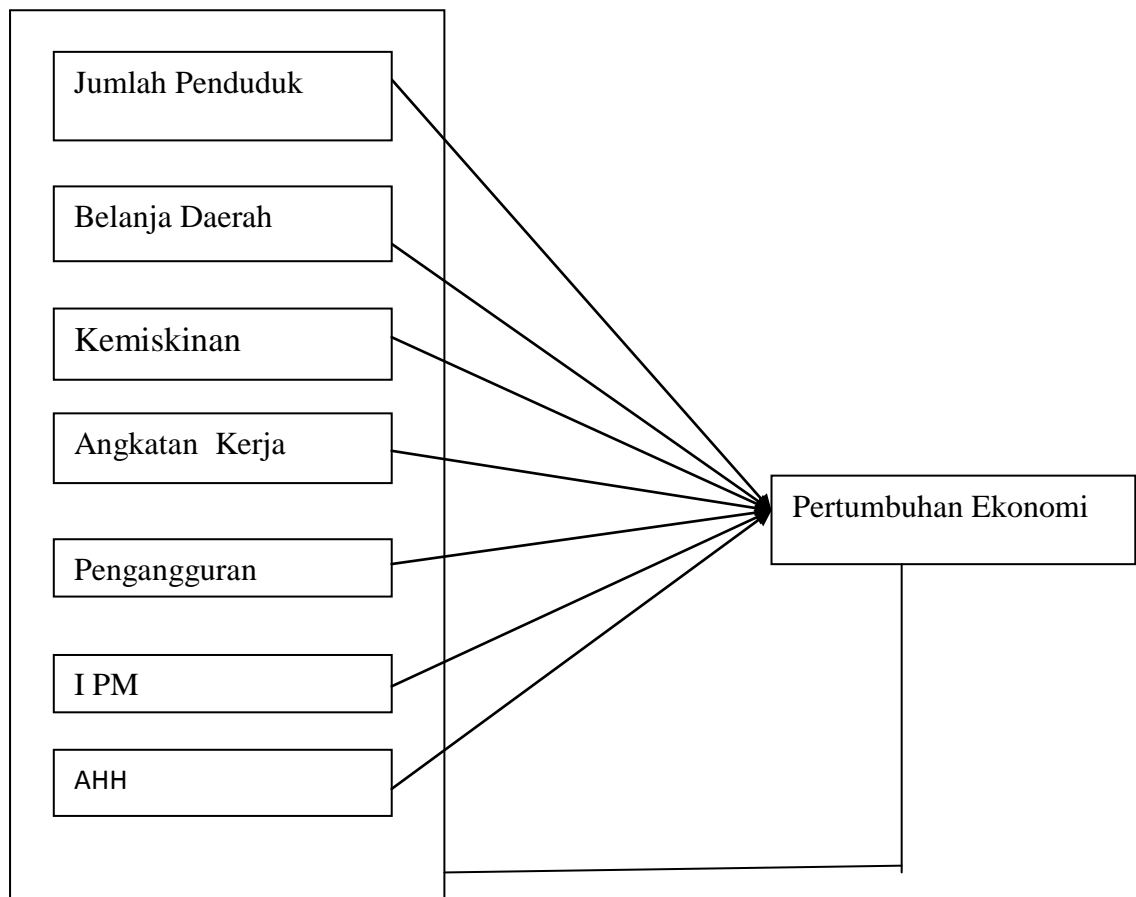 Jumlah Penduduk
Belanja Daerah
Kemiskinan
Angkatan  Kerja
Pertumbuhan Ekonomi
Pengangguran
I PM
AHH